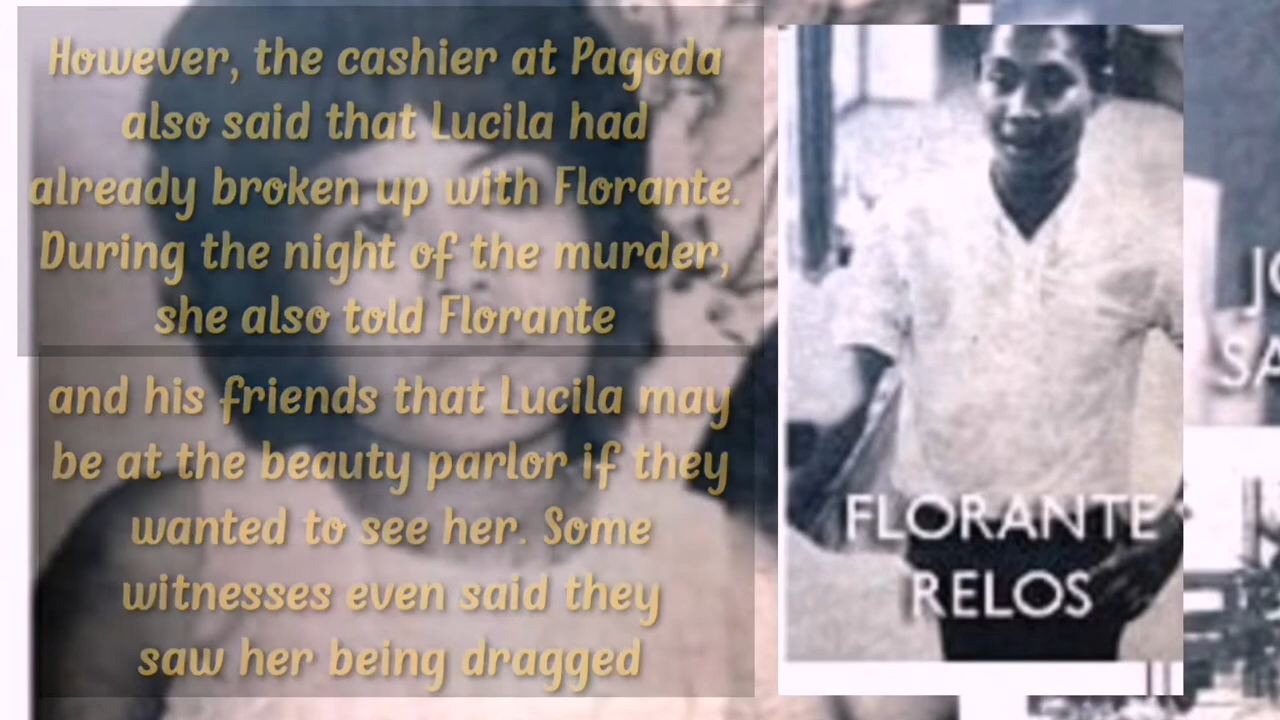 However, the cashier at Pagoda
also said that Lucila had
already broken up with Florante.
During the night of the murder,
she also told Florante
and his friends that Lucila may
be at the beauty parlor if they
wanted to see her. Some
witnesses even said they
saw her being dragged
FLORANTE
RELOS